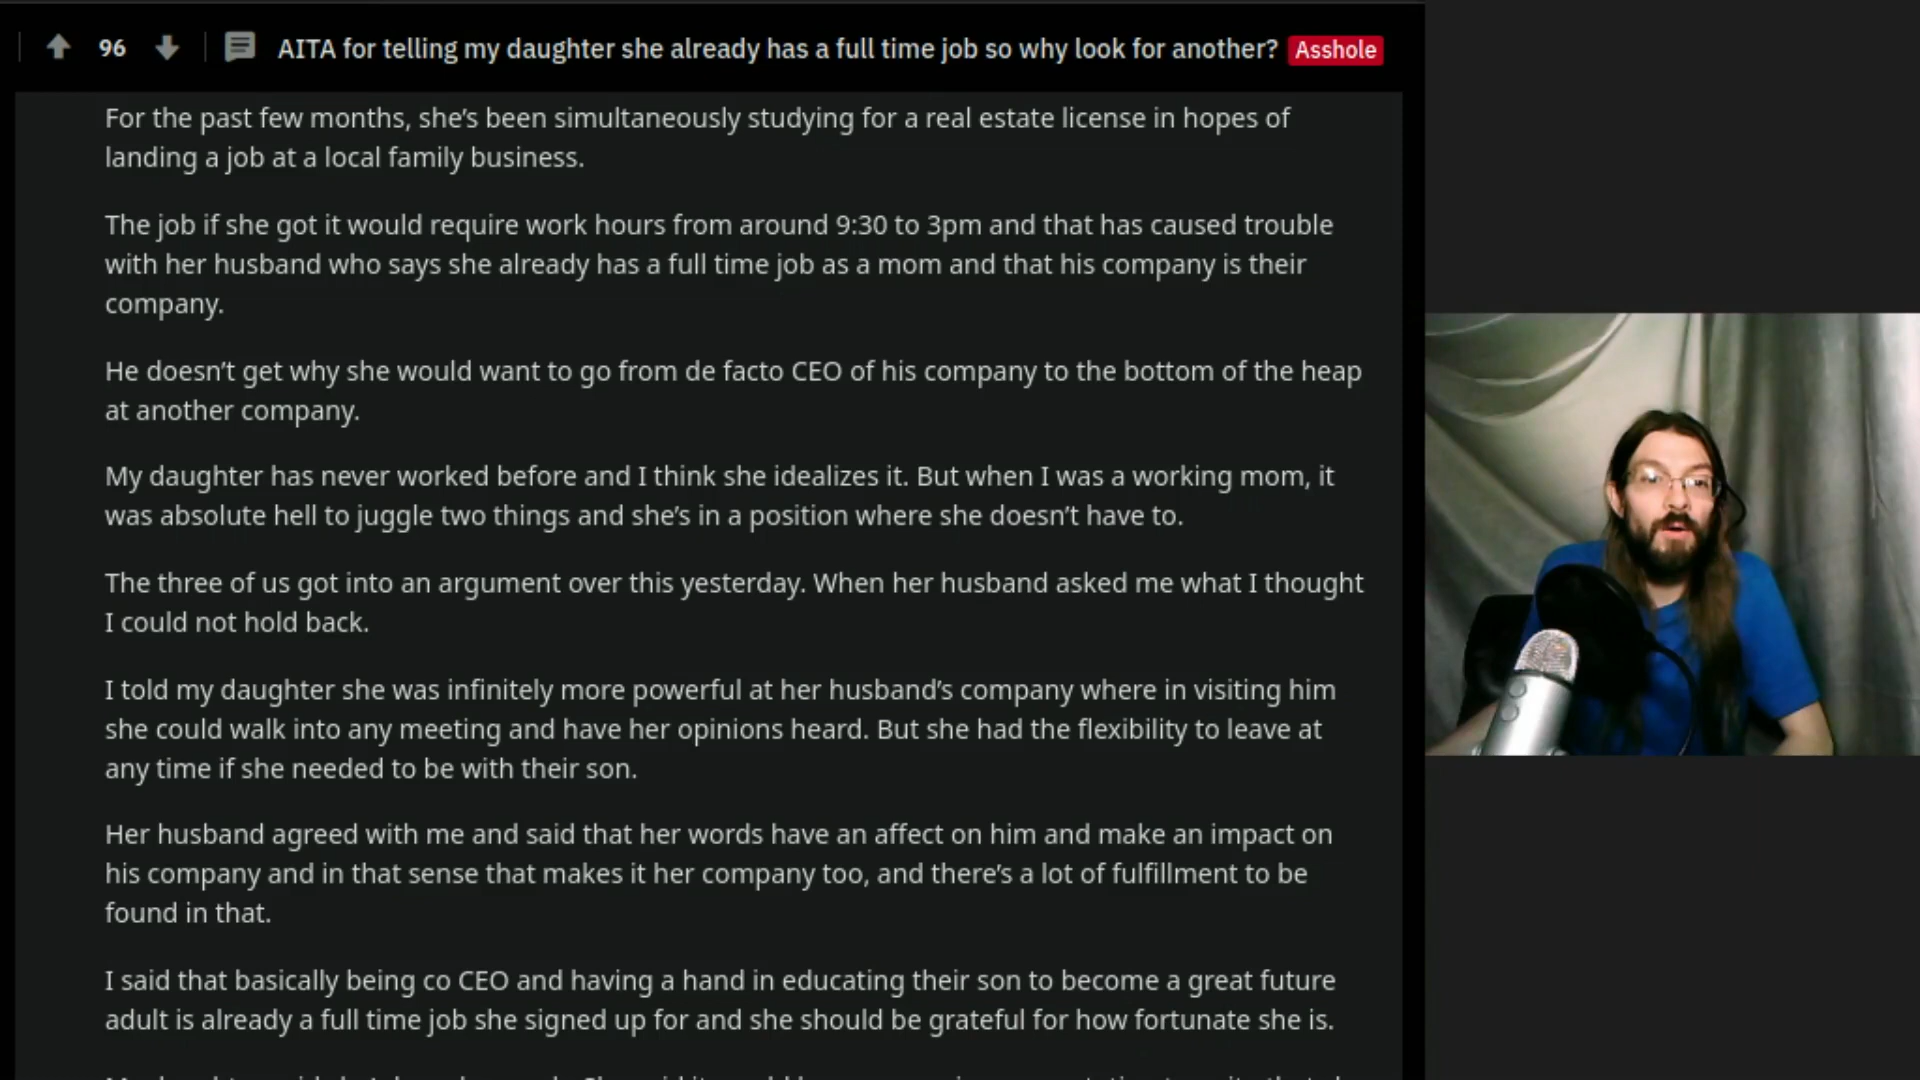 96 AITA for telling my daughter she already has a full time job so why look for another? Asshole
For the past few months, she's been simultaneously studying for a real estate license in hopes of
landing a job at a local family business.
The job if she got it would require work hours from around 9:30 to 3pm and that has caused trouble
with her husband who says she already has a full time job as a mom and that his company is their
company.
He doesn't get why she would want to go from de facto CEO of his company to the bottom of the heap
at another company.
My daughter has never worked before and I think she idealizes it. But when I was a working mom, it
was absolute hell to juggle two things and she's in a position where she doesn't have to.
The three of us got into an argument over this yesterday. When her husband asked me what I thought
I could not hold back.
I told my daughter she was infinitely more powerful at her husband's company where in visiting him
she could walk into any meeting and have her opinions heard. But she had the flexibility to leave at
any time if she needed to be with their son.
Her husband agreed with me and said that her words have an affect on him and make an impact on
his company and in that sense that makes it her company too, and there's a lot of fulfillment to be
found in that.
I said that basically being co CEO and having a hand in educating their son to become a great future
adult is already a full time job she signed up for and she should be grateful for how fortunate she is.